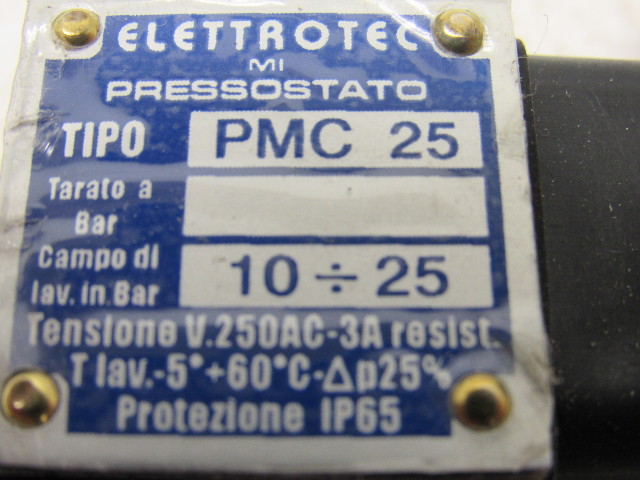 ELETTROTEC
MI
PRESSOSTATO
TIPO PMC 25
Tarato a
Bar
Campo di
lav. in Bar 10 ÷ 25
Tensione V.250AC-3A resist.
T lav.-5°+60°C-Δp25%
Protezione IP65